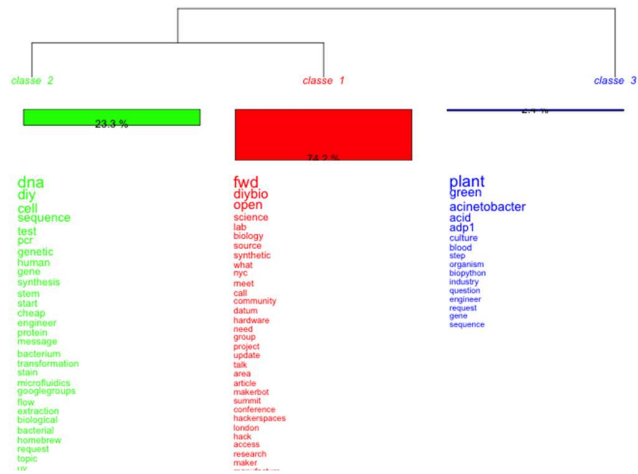 classe 2
classe 1
classe 3
23.3 %
74.2 %
dna
diy
cell
sequence
test
pcr
genetic
human
gene
synthesis
stem
start
cheap
engineer
protein
message
bacterium
transformation
stain
microfluidics
googlegroups
flow
extraction
biological
bacterial
homebrew
request
topic
fwd
diybio
open
science
lab
biology
source
synthetic
what
nyc
meet
call
community
datum
hardware
need
group
project
update
talk
area
article
makerbot
summit
conference
hackerspaces
london
hack
access
research
maker
plant
green
acinetobacter
acid
adp1
culture
blood
step
organism
biopython
industry
question
engineer
request
gene
sequence